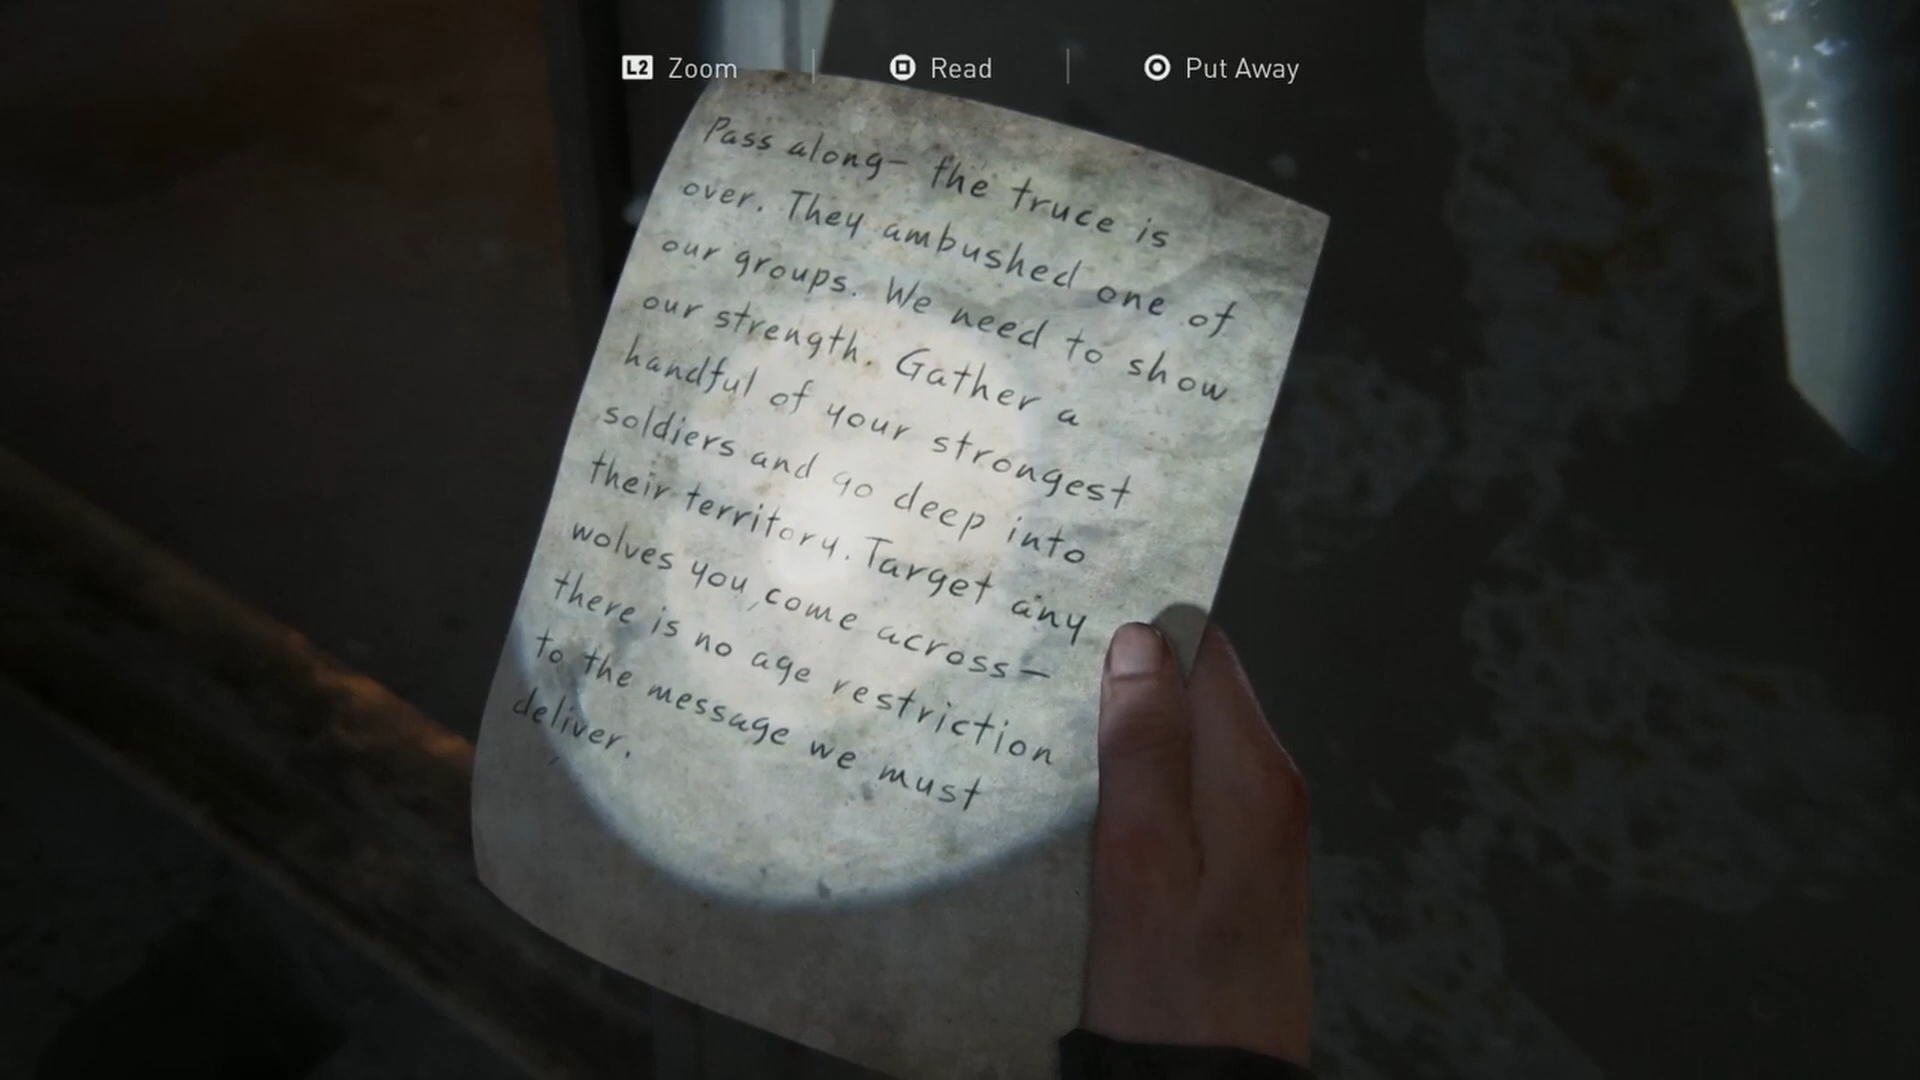 L2 Zoom | Read | Put Away
Pass along— the truce is
over. They ambushed one of
our groups. We need to show
our strength. Gather a
handful of your strongest
soldiers and go deep into
their territory. Target any
wolves you come across—
there is no age restriction
to the message we must
deliver.